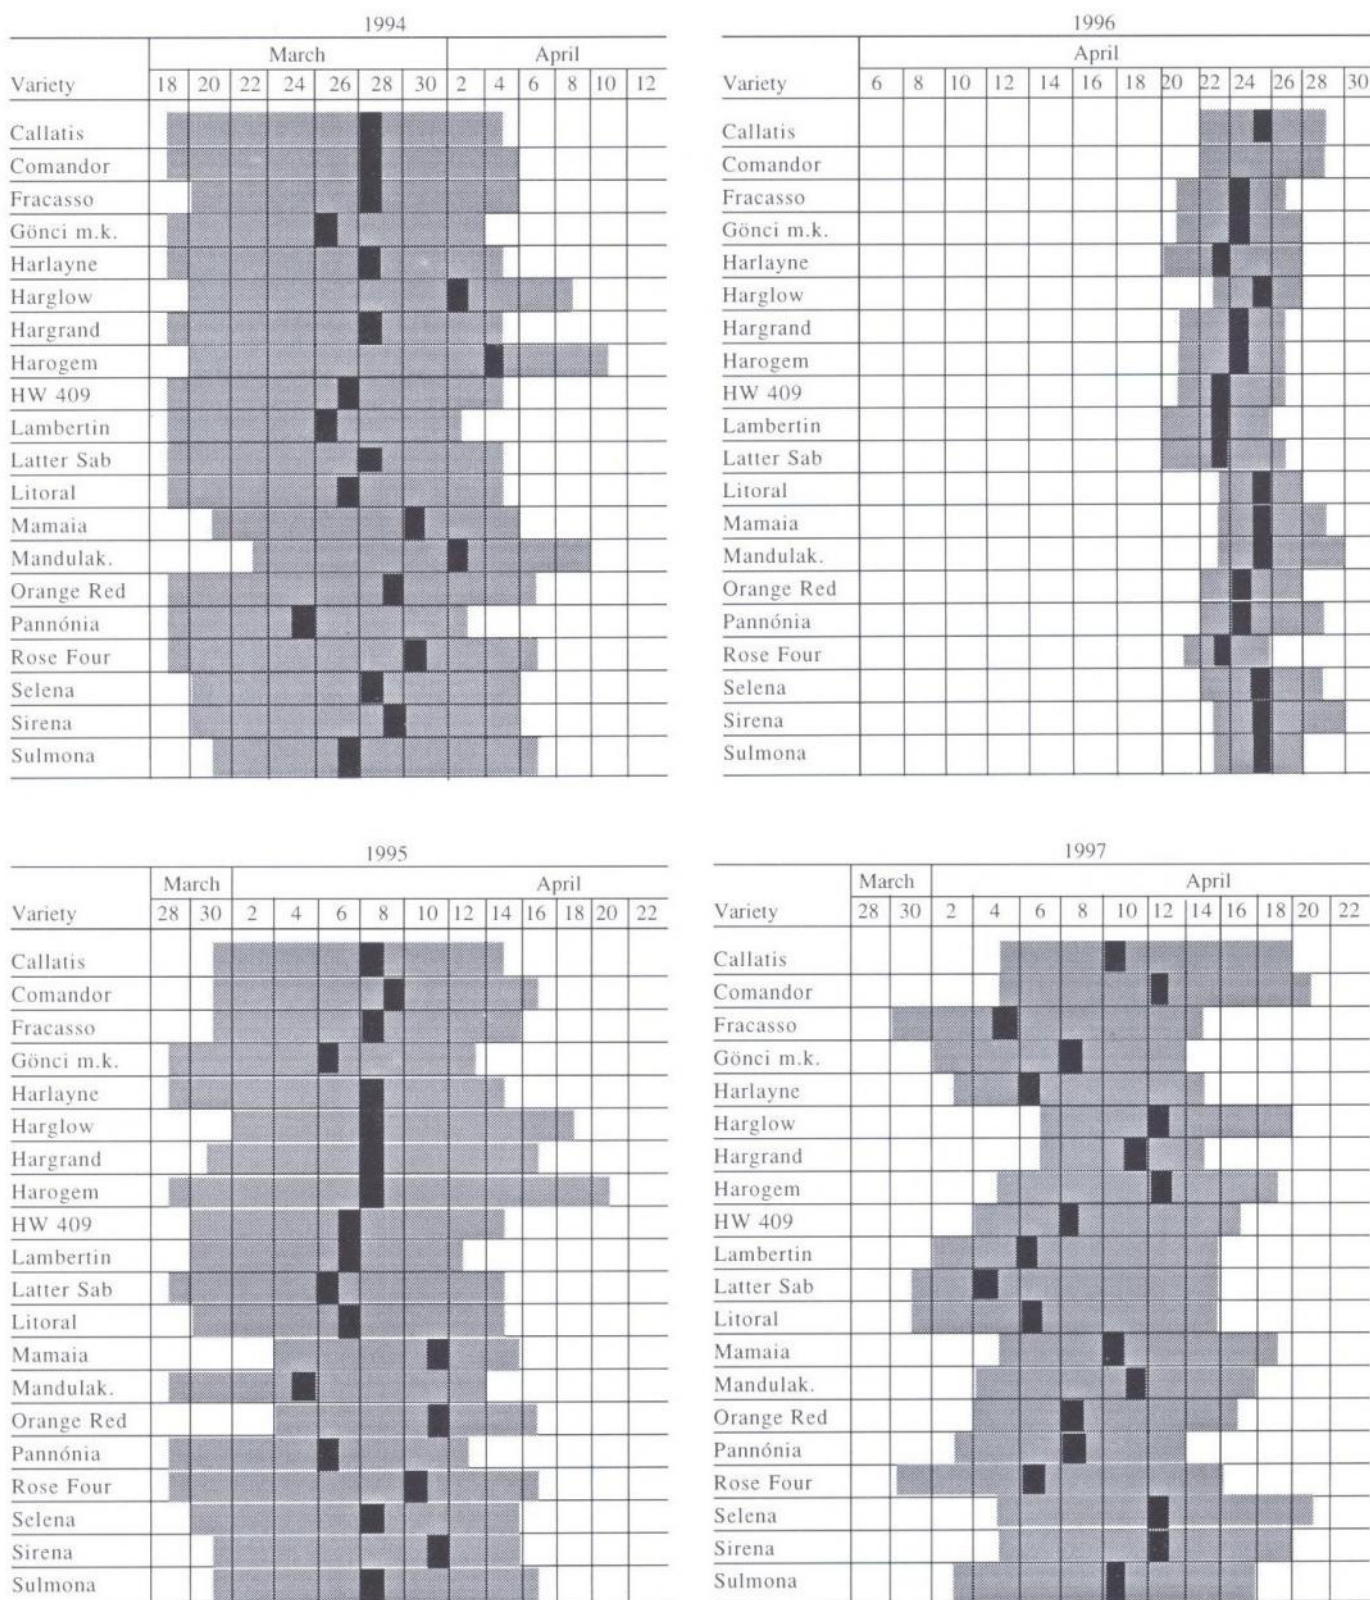 1994
March April
Variety 18 20 22 24 26 28 30 2 4 6 8 10 12
Callatis
Comandor
Fracasso
Gönci m.k.
Harlayne
Harglow
Hargrand
Harogem
HW 409
Lambertin
Latter Sab
Litoral
Mamaia
Mandulak.
Orange Red
Pannónia
Rose Four
Selena
Sirena
Sulmona
1996
April
Variety 6 8 10 12 14 16 18 20 22 24 26 28 30
Callatis
Comandor
Fracasso
Gönci m.k.
Harlayne
Harglow
Hargrand
Harogem
HW 409
Lambertin
Latter Sab
Litoral
Mamaia
Mandulak.
Orange Red
Pannónia
Rose Four
Selena
Sirena
Sulmona
1995
March April
Variety 28 30 2 4 6 8 10 12 14 16 18 20 22
Callatis
Comandor
Fracasso
Gönci m.k.
Harlayne
Harglow
Hargrand
Harogem
HW 409
Lambertin
Latter Sab
Litoral
Mamaia
Mandulak.
Orange Red
Pannónia
Rose Four
Selena
Sirena
Sulmona
1997
March April
Variety 28 30 2 4 6 8 10 12 14 16 18 20 22
Callatis
Comandor
Fracasso
Gönci m.k.
Harlayne
Harglow
Hargrand
Harogem
HW 409
Lambertin
Latter Sab
Litoral
Mamaia
Mandulak.
Orange Red
Pannónia
Rose Four
Selena
Sirena
Sulmona